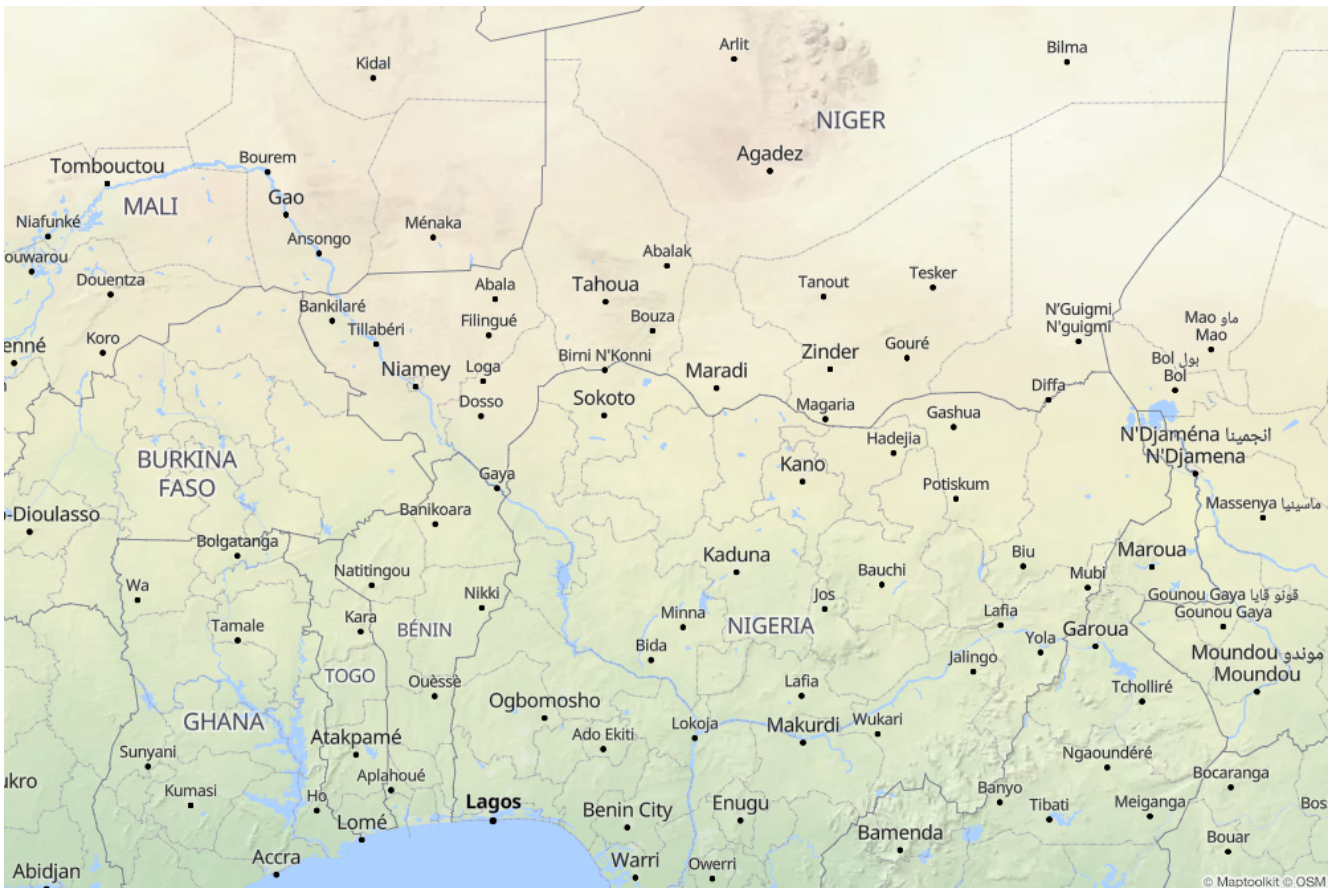 Arlit
Bilma
Kidal
NIGER
Agadez
Bourem
Tombouctou
Gao
MALI
Niafunké
Ménaka
Ansongo
Abalak
ouwarou
Douentza
Abala
Tahoua
Tanout
Tesker
Bankilaré
Filingué
Bouza
N'Guigmi
N'guigmi
Mao ماو
Mao
Tillabéri
Koro
enné
Birni N'Konni
Zinder
Gouré
Bol بول
Bol
Niamey
Loga
Maradi
Diffa
Dosso
Sokoto
Magaria
Gashua
Hadejia
N'Djaména انجمينا
N'Djamena
BURKINA
FASO
Gaya
Kano
Potiskum
Massenya ماسينيا
o-Dioulasso
Banikoara
Bolgatanga
Kaduna
Biu
Maroua
Natitingou
Bauchi
Mubi
Wa
Nikki
Jos
Gounou Gaya قونو قايا
Gounou Gaya
Tamale
Kara
BÉNIN
Minna
NIGERIA
Lafia
Garoua
Yola
Bida
Jalingo
Moundou موندو
Moundou
TOGO
Ouèssè
Lafia
Tcholliré
Ogbomosho
GHANA
Lokoja
Makurdi
Wukari
Atakpamé
Ado Ekiti
Sunyani
Ngaoundéré
ukro
Kumasi
Aplahoué
Bocaranga
Ho
Lagos
Benin City
Enugu
Banyo
Tibati
Meiganga
Bos
Lomé
Bamenda
Bouar
Accra
Warri
Owerri
Abidjan
© Maptoolkit © OSM